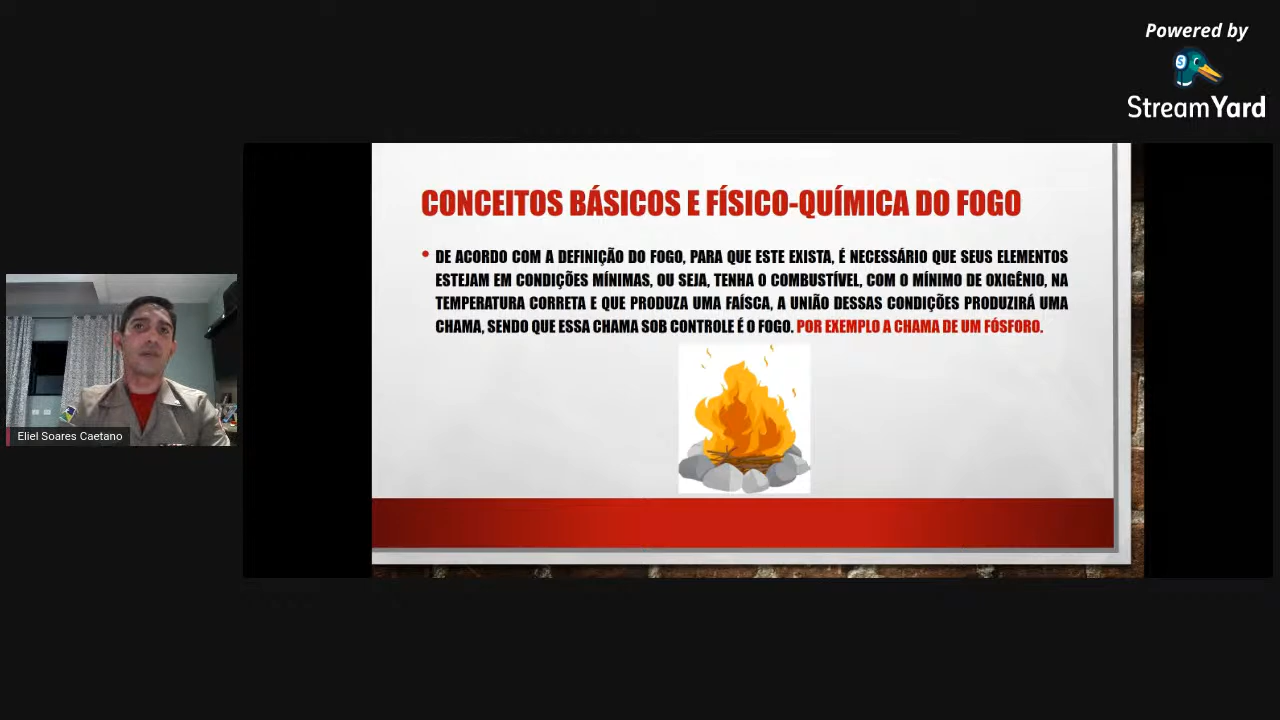 Powered by
StreamYard
CONCEITOS BÁSICOS E FÍSICO-QUÍMICA DO FOGO
• DE ACORDO COM A DEFINIÇÃO DO FOGO, PARA QUE ESTE EXISTA, É NECESSÁRIO QUE SEUS ELEMENTOS
ESTEJAM EM CONDIÇÕES MÍNIMAS, OU SEJA, TENHA O COMBUSTÍVEL, COM O MÍNIMO DE OXIGÊNIO, NA
TEMPERATURA CORRETA E QUE PRODUZA UMA FAÍSCA, A UNIÃO DESSAS CONDIÇÕES PRODUZIRÁ UMA
CHAMA, SENDO QUE ESSA CHAMA SOB CONTROLE É O FOGO. POR EXEMPLO A CHAMA DE UM FÓSFORO.
Eliel Soares Caetano